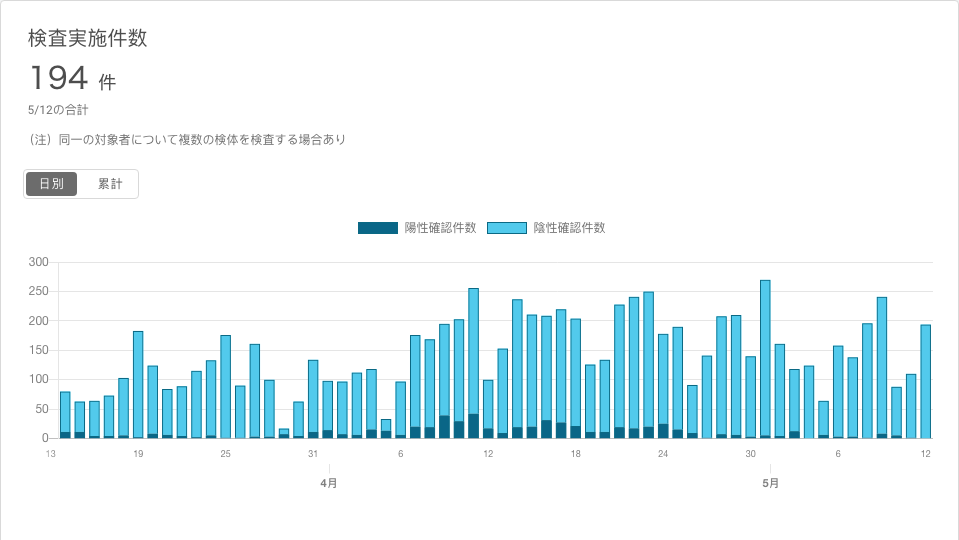 検査実施件数
194 件
5/12の合計
（注）同一の対象者について複数の検体を検査する場合あり
日別 累計
陽性確認件数 陰性確認件数
300
250
200
150
100
50
0
13 19 25 31 6 12 18 24 30 6 12
4月 5月